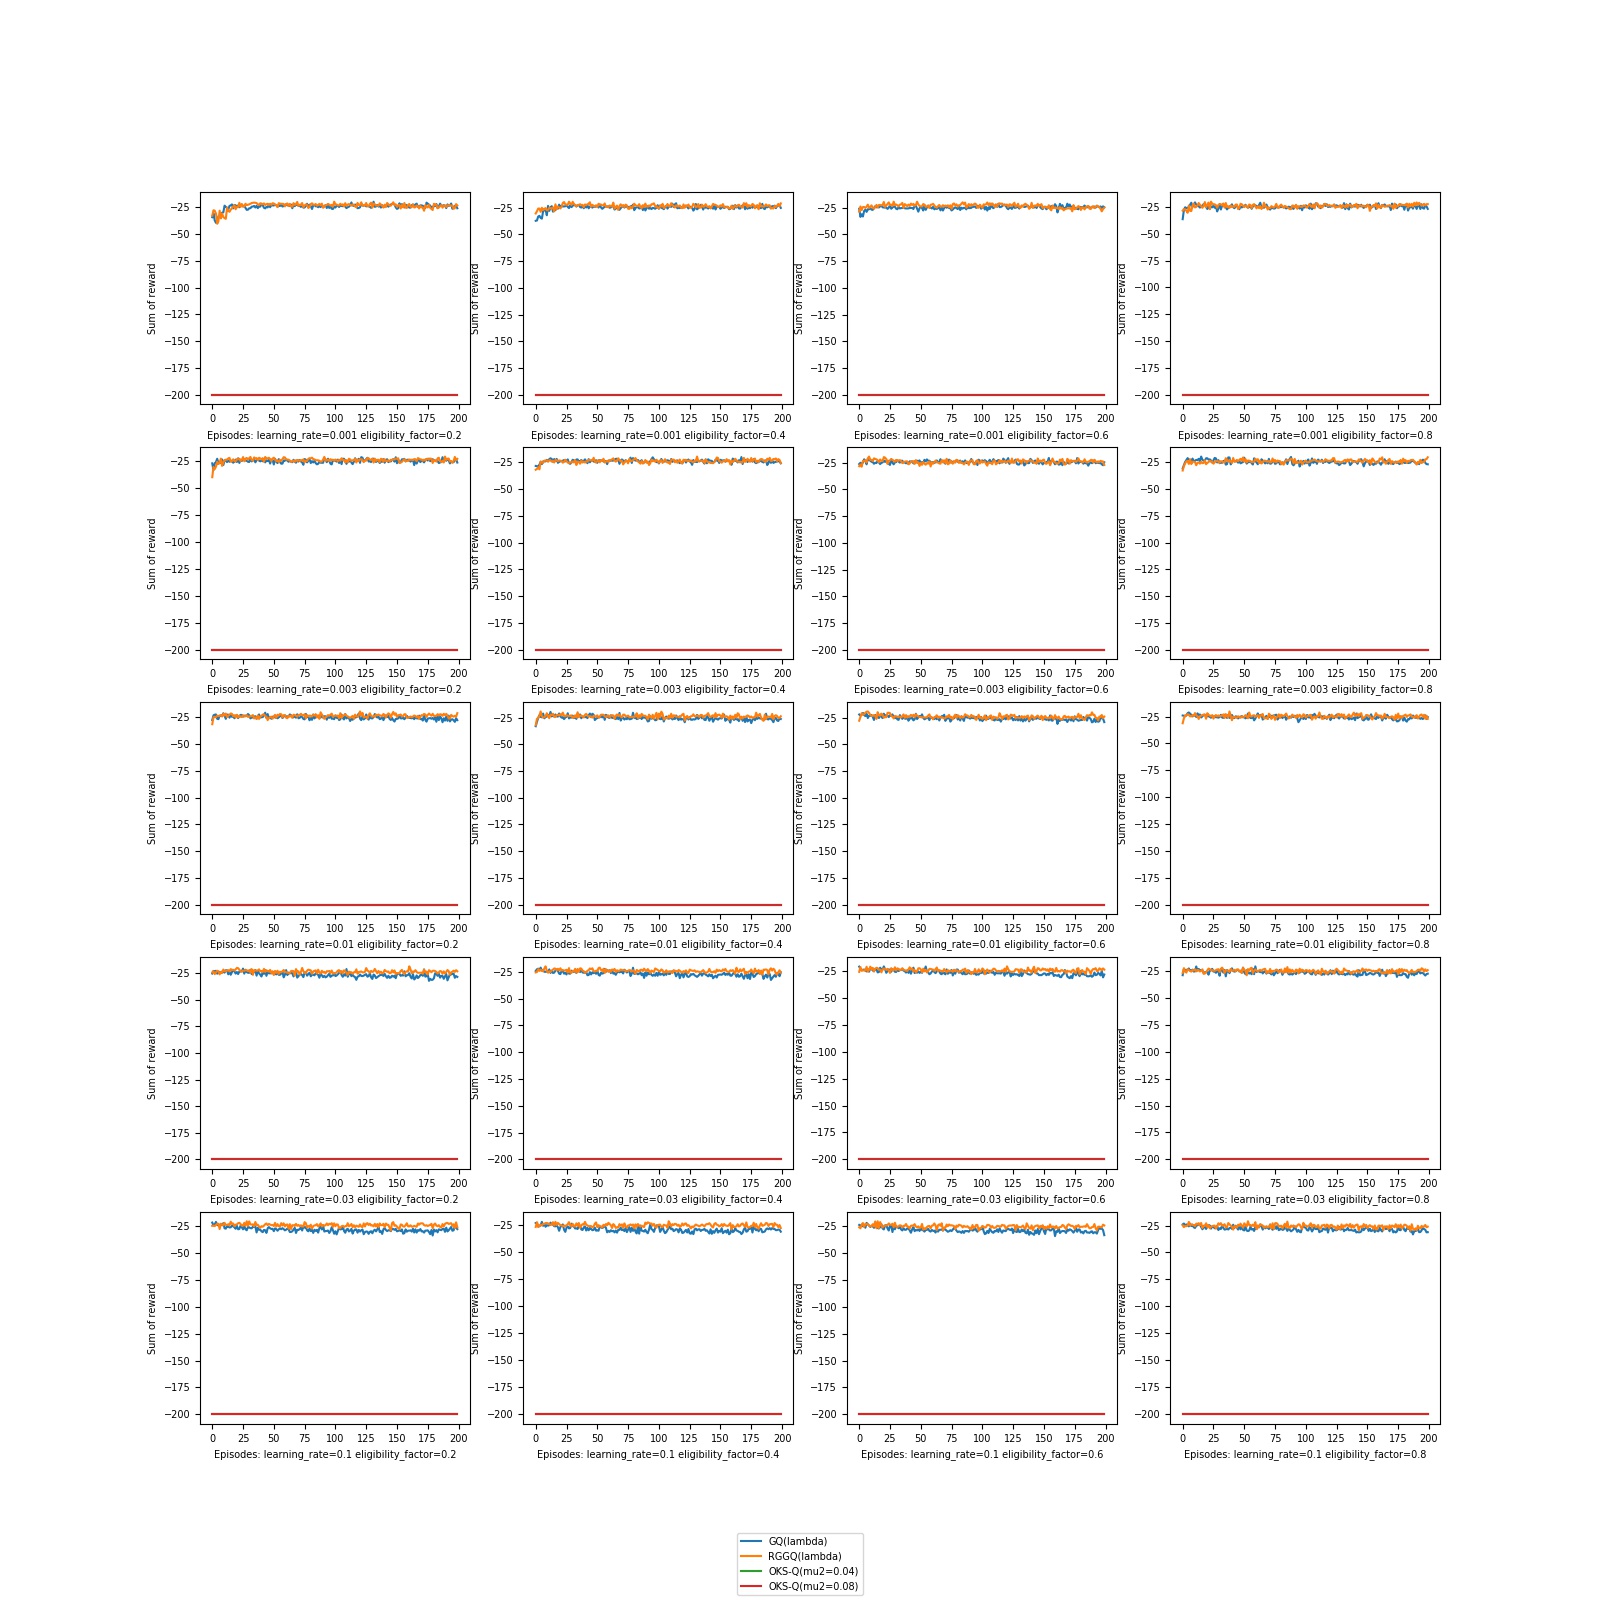 −25 −25 −25 −25
−50 −50 −50 −50
−75 −75 −75 −75
−100 −100 −100 −100
−125 −125 −125 −125
−150 −150 −150 −150
−175 −175 −175 −175
−200 −200 −200 −200
Sum of reward Sum of reward Sum of reward Sum of reward
0 25 50 75 100 125 150 175 200 0 25 50 75 100 125 150 175 200 0 25 50 75 100 125 150 175 200 0 25 50 75 100 125 150 175 200
Episodes: learning_rate=0.001 eligibility_factor=0.2 Episodes: learning_rate=0.001 eligibility_factor=0.4 Episodes: learning_rate=0.001 eligibility_factor=0.6 Episodes: learning_rate=0.001 eligibility_factor=0.8
−25 −25 −25 −25
−50 −50 −50 −50
−75 −75 −75 −75
−100 −100 −100 −100
−125 −125 −125 −125
−150 −150 −150 −150
−175 −175 −175 −175
−200 −200 −200 −200
Sum of reward Sum of reward Sum of reward Sum of reward
0 25 50 75 100 125 150 175 200 0 25 50 75 100 125 150 175 200 0 25 50 75 100 125 150 175 200 0 25 50 75 100 125 150 175 200
Episodes: learning_rate=0.003 eligibility_factor=0.2 Episodes: learning_rate=0.003 eligibility_factor=0.4 Episodes: learning_rate=0.003 eligibility_factor=0.6 Episodes: learning_rate=0.003 eligibility_factor=0.8
−25 −25 −25 −25
−50 −50 −50 −50
−75 −75 −75 −75
−100 −100 −100 −100
−125 −125 −125 −125
−150 −150 −150 −150
−175 −175 −175 −175
−200 −200 −200 −200
Sum of reward Sum of reward Sum of reward Sum of reward
0 25 50 75 100 125 150 175 200 0 25 50 75 100 125 150 175 200 0 25 50 75 100 125 150 175 200 0 25 50 75 100 125 150 175 200
Episodes: learning_rate=0.01 eligibility_factor=0.2 Episodes: learning_rate=0.01 eligibility_factor=0.4 Episodes: learning_rate=0.01 eligibility_factor=0.6 Episodes: learning_rate=0.01 eligibility_factor=0.8
−25 −25 −25 −25
−50 −50 −50 −50
−75 −75 −75 −75
−100 −100 −100 −100
−125 −125 −125 −125
−150 −150 −150 −150
−175 −175 −175 −175
−200 −200 −200 −200
Sum of reward Sum of reward Sum of reward Sum of reward
0 25 50 75 100 125 150 175 200 0 25 50 75 100 125 150 175 200 0 25 50 75 100 125 150 175 200 0 25 50 75 100 125 150 175 200
Episodes: learning_rate=0.03 eligibility_factor=0.2 Episodes: learning_rate=0.03 eligibility_factor=0.4 Episodes: learning_rate=0.03 eligibility_factor=0.6 Episodes: learning_rate=0.03 eligibility_factor=0.8
−25 −25 −25 −25
−50 −50 −50 −50
−75 −75 −75 −75
−100 −100 −100 −100
−125 −125 −125 −125
−150 −150 −150 −150
−175 −175 −175 −175
−200 −200 −200 −200
Sum of reward Sum of reward Sum of reward Sum of reward
0 25 50 75 100 125 150 175 200 0 25 50 75 100 125 150 175 200 0 25 50 75 100 125 150 175 200 0 25 50 75 100 125 150 175 200
Episodes: learning_rate=0.1 eligibility_factor=0.2 Episodes: learning_rate=0.1 eligibility_factor=0.4 Episodes: learning_rate=0.1 eligibility_factor=0.6 Episodes: learning_rate=0.1 eligibility_factor=0.8
GQ(lambda)
RGGQ(lambda)
OKS-Q(mu2=0.04)
OKS-Q(mu2=0.08)